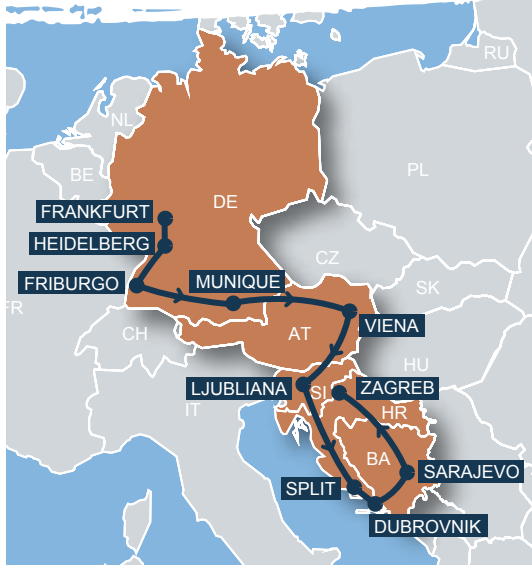 RU
NL
PL
BE
DE
FRANKFURT
HEIDELBERG
CZ
FRIBURGO
MUNIQUE
SK
FR
VIENA
CH
AT
HU
LJUBLIANA
SI
ZAGREB
IT
HR
BA
SARAJEVO
SPLIT
DUBROVNIK